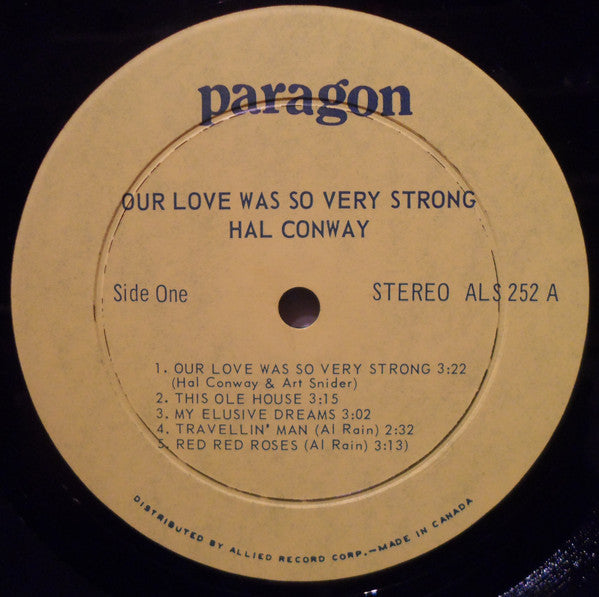 paragon
OUR LOVE WAS SO VERY STRONG
HAL CONWAY
Side One
STEREO ALS 252 A
1. OUR LOVE WAS SO VERY STRONG 3:22
(Hal Conway & Art Snider)
2. THIS OLE HOUSE 3:15
3. MY ELUSIVE DREAMS 3:02
4. TRAVELLIN' MAN (Al Rain) 2:32
5. RED RED ROSES (Al Rain) 3:13)
DISTRIBUTED BY ALLIED RECORD CORP.—MADE IN CANADA